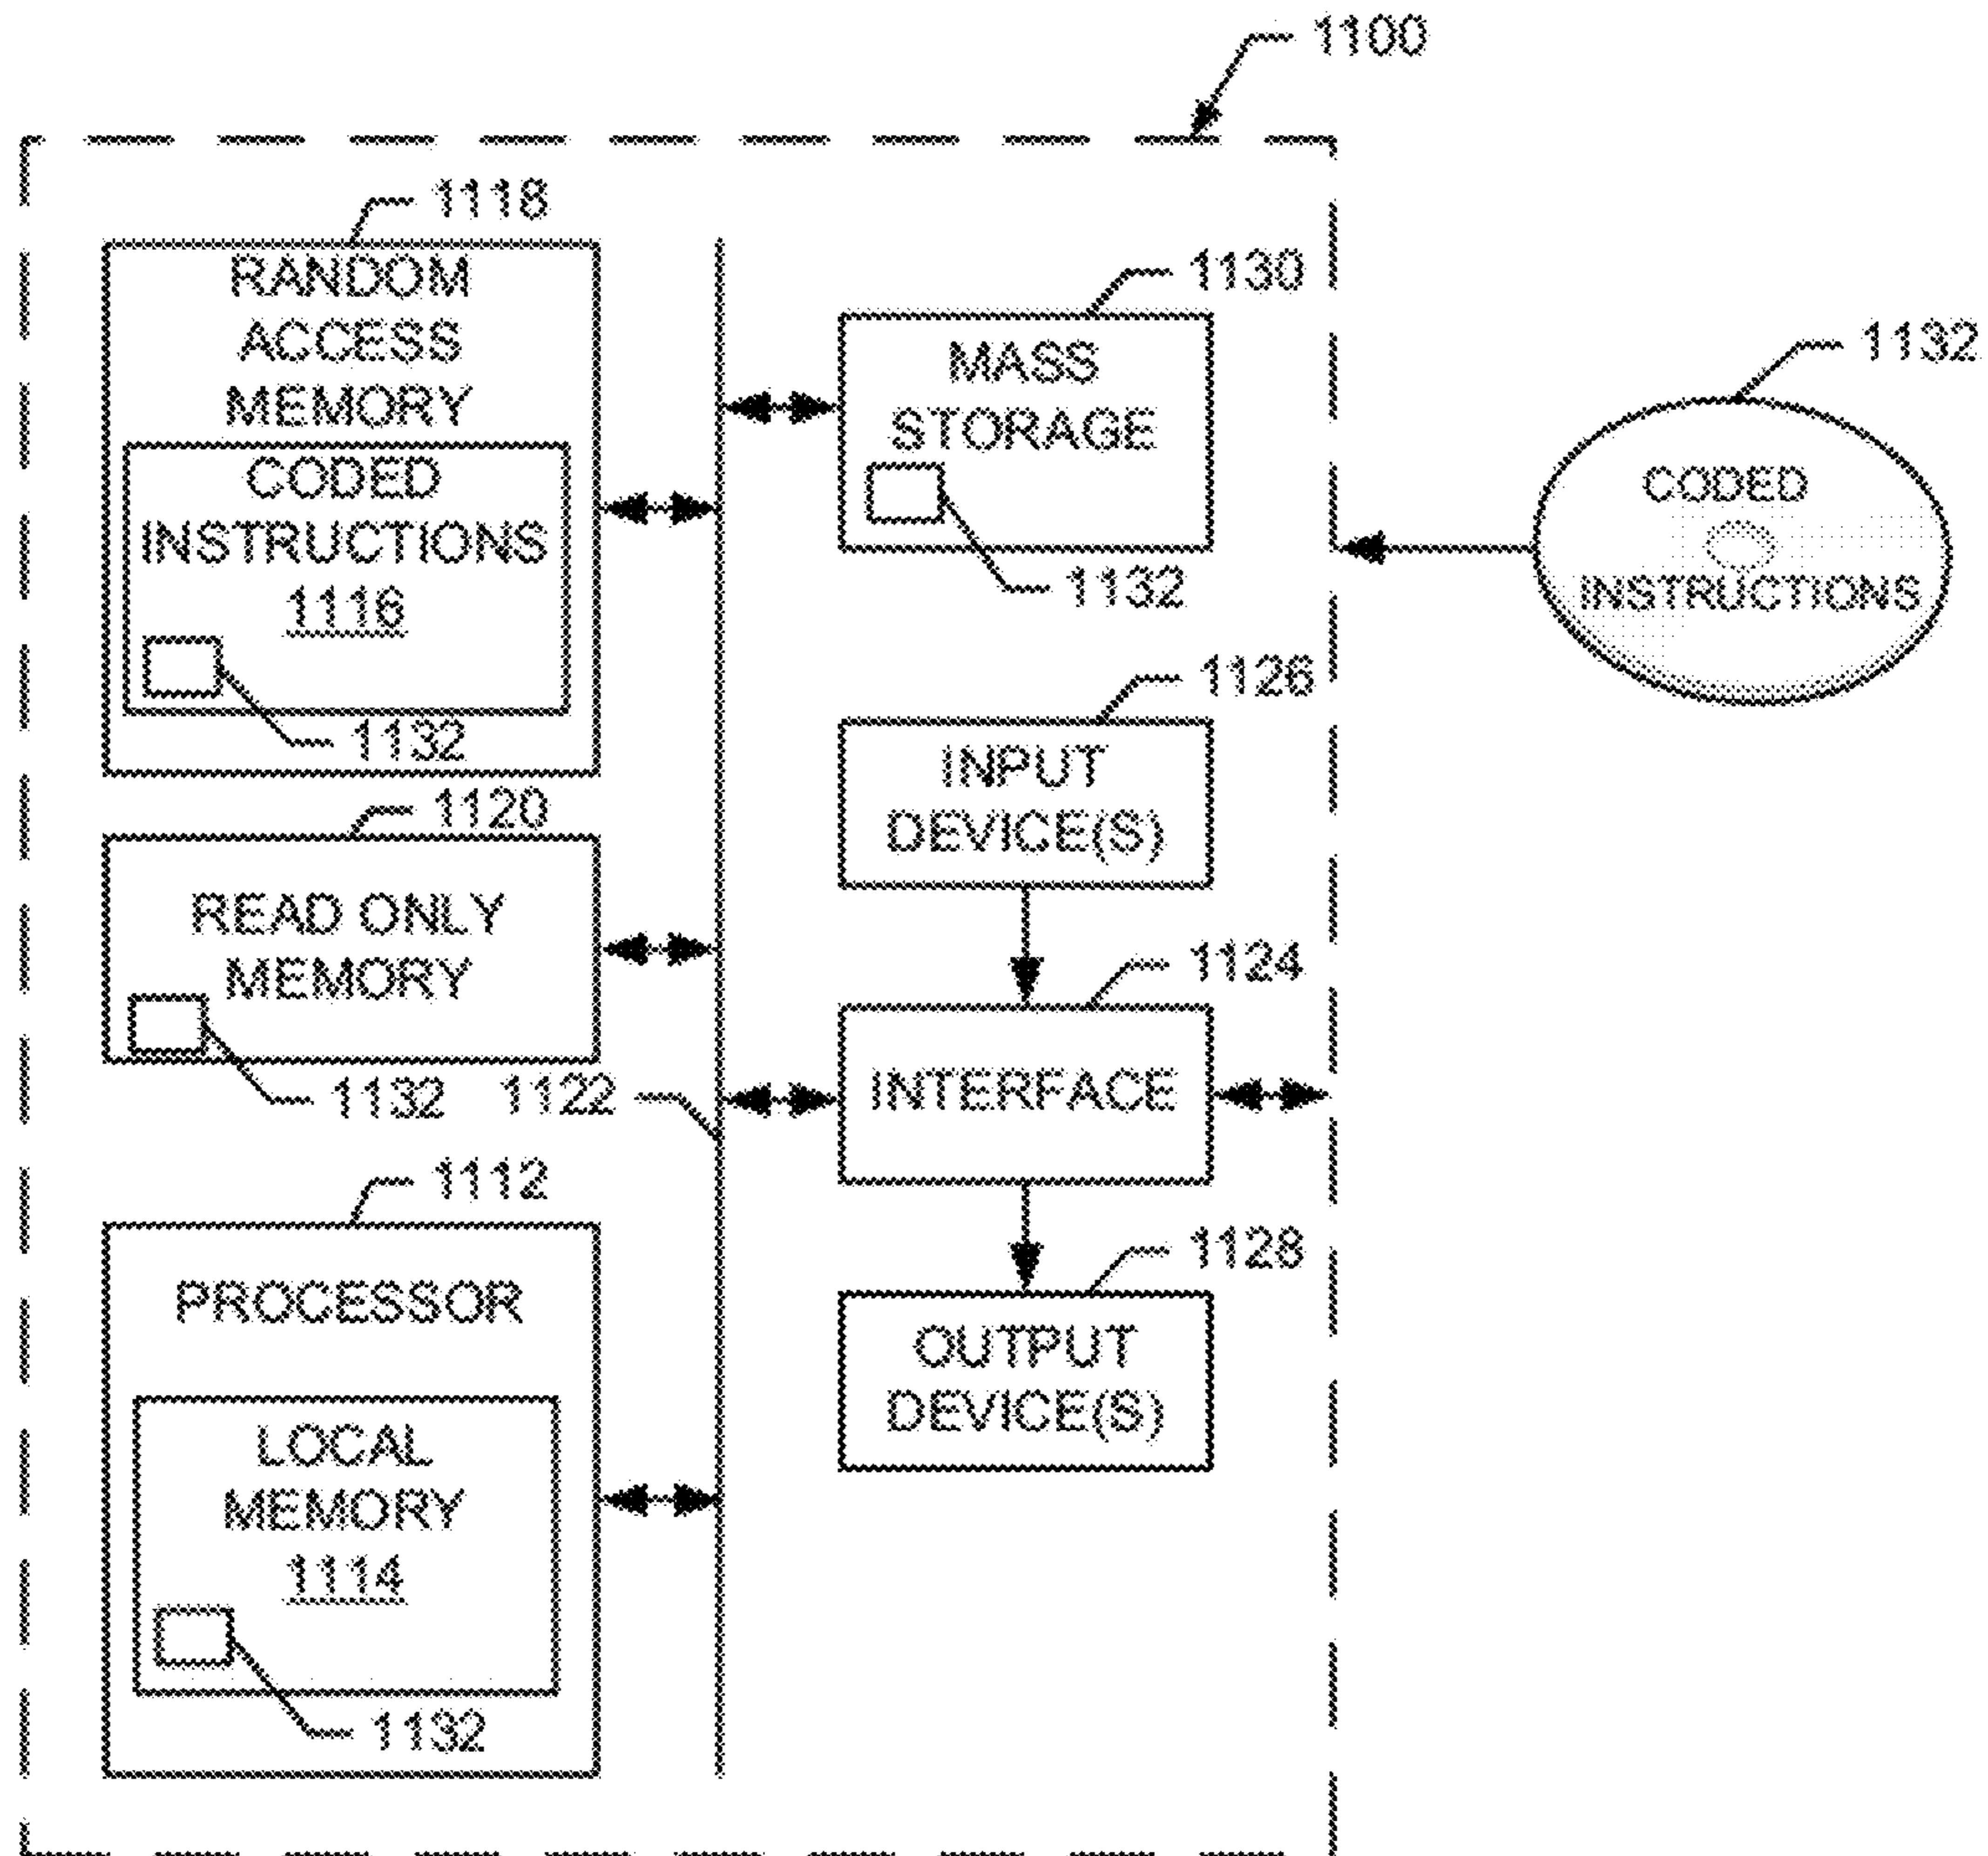 1100
1118
RANDOM
ACCESS
MEMORY
CODED
INSTRUCTIONS
1116
1132
1130
MASS
STORAGE
1132
1132
CODED
INSTRUCTIONS
1126
INPUT
DEVICE(S)
1120
READ ONLY
MEMORY
1132
1122
1124
INTERFACE
1112
PROCESSOR
LOCAL
MEMORY
1114
1132
1128
OUTPUT
DEVICE(S)